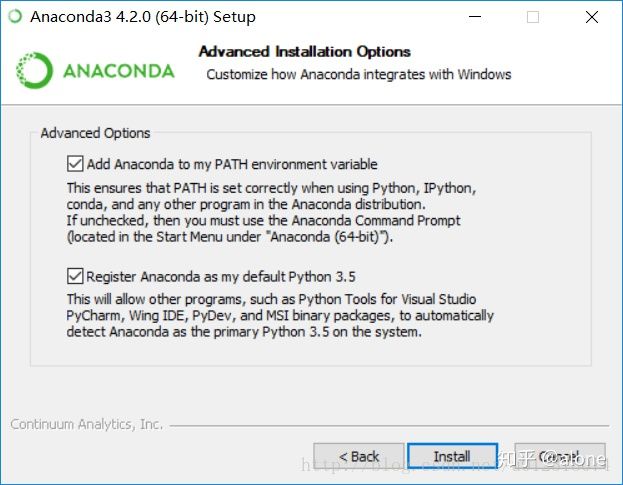 Anaconda3 4.2.0 (64-bit) Setup
Advanced Installation Options
Customize how Anaconda integrates with Windows
ANACONDA
Advanced Options
Add Anaconda to my PATH environment variable
This ensures that PATH is set correctly when using Python, IPython,
conda, and any other program in the Anaconda distribution.
If unchecked, then you must use the Anaconda Command Prompt
(located in the Start Menu under "Anaconda (64-bit)").
Register Anaconda as my default Python 3.5
This will allow other programs, such as Python Tools for Visual Studio
PyCharm, Wing IDE, PyDev, and MSI binary packages, to automatically
detect Anaconda as the primary Python 3.5 on the system.
Continuum Analytics, Inc.
< Back
Install
Cancel
知乎 @aione